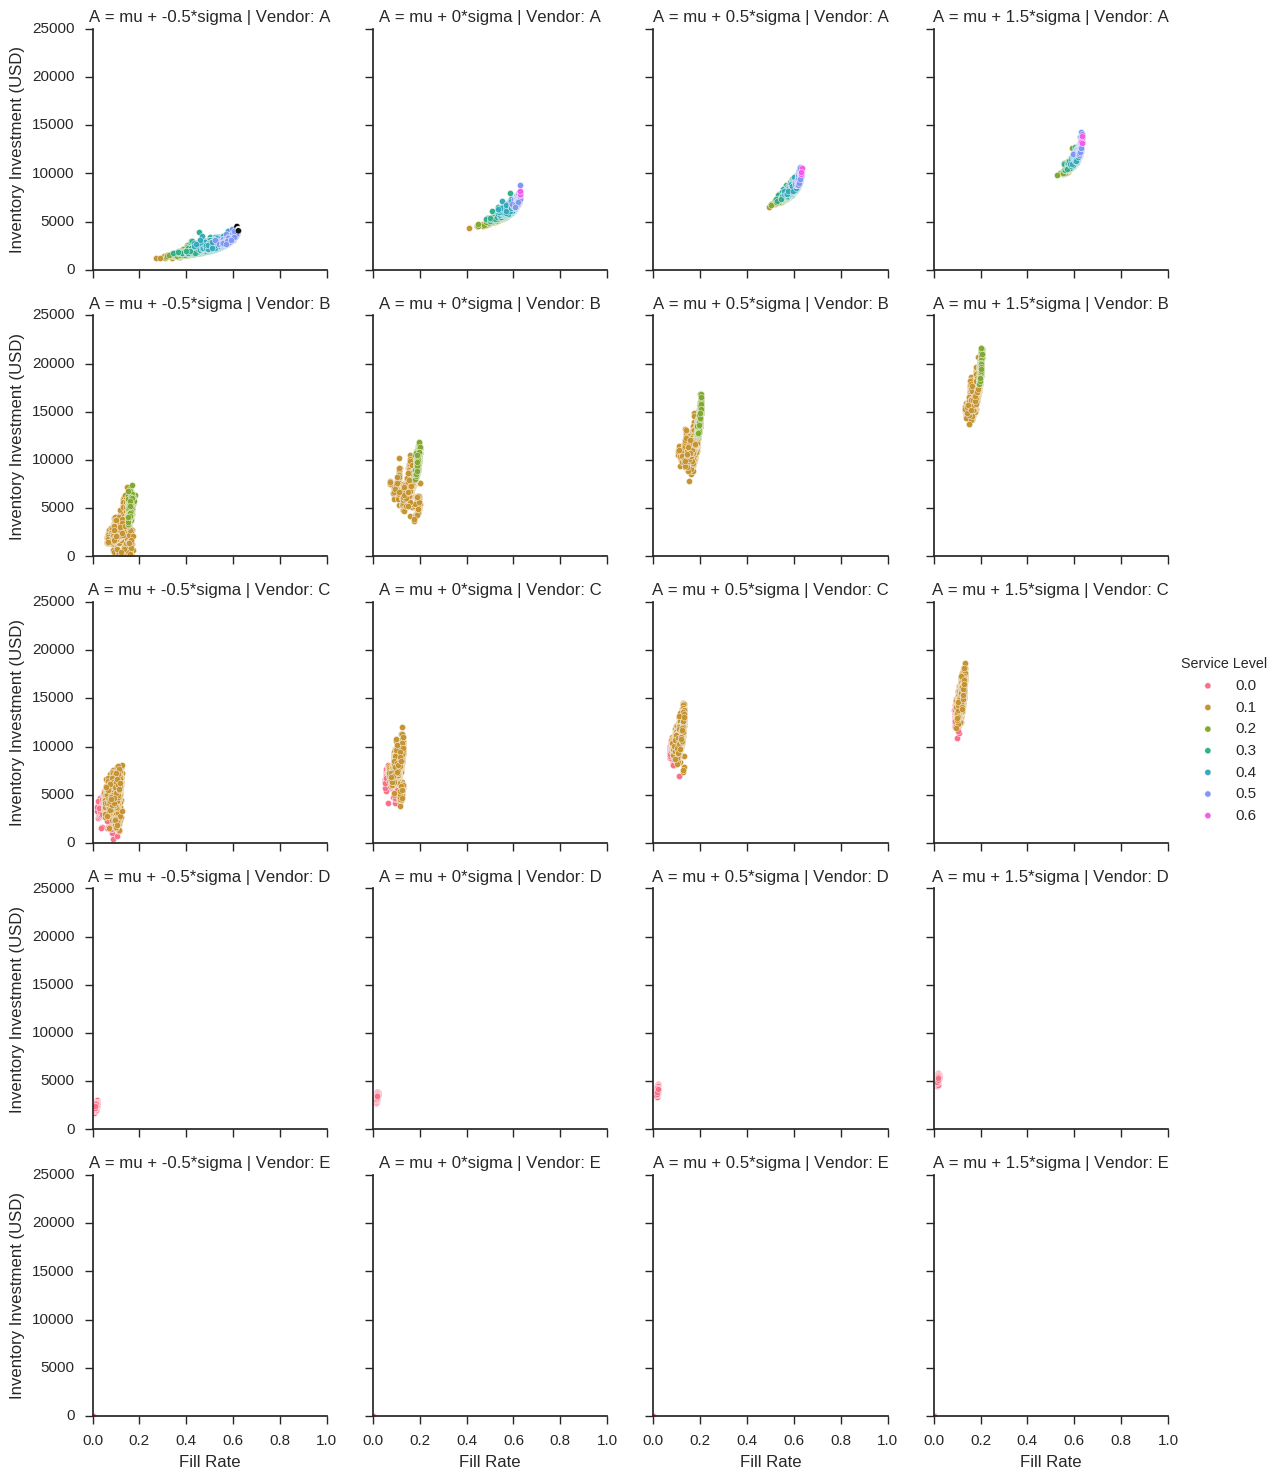 A = mu + -0.5*sigma | Vendor: A
A = mu + 0*sigma | Vendor: A
A = mu + 0.5*sigma | Vendor: A
A = mu + 1.5*sigma | Vendor: A
25000
20000
15000
10000
5000
0
Inventory Investment (USD)
A = mu + -0.5*sigma | Vendor: B
A = mu + 0*sigma | Vendor: B
A = mu + 0.5*sigma | Vendor: B
A = mu + 1.5*sigma | Vendor: B
25000
20000
15000
10000
5000
0
Inventory Investment (USD)
A = mu + -0.5*sigma | Vendor: C
A = mu + 0*sigma | Vendor: C
A = mu + 0.5*sigma | Vendor: C
A = mu + 1.5*sigma | Vendor: C
25000
20000
15000
10000
5000
0
Inventory Investment (USD)
Service Level
0.0
0.1
0.2
0.3
0.4
0.5
0.6
A = mu + -0.5*sigma | Vendor: D
A = mu + 0*sigma | Vendor: D
A = mu + 0.5*sigma | Vendor: D
A = mu + 1.5*sigma | Vendor: D
25000
20000
15000
10000
5000
0
Inventory Investment (USD)
A = mu + -0.5*sigma | Vendor: E
A = mu + 0*sigma | Vendor: E
A = mu + 0.5*sigma | Vendor: E
A = mu + 1.5*sigma | Vendor: E
25000
20000
15000
10000
5000
0
Inventory Investment (USD)
0.0 0.2 0.4 0.6 0.8 1.0
Fill Rate
0.0 0.2 0.4 0.6 0.8 1.0
Fill Rate
0.0 0.2 0.4 0.6 0.8 1.0
Fill Rate
0.0 0.2 0.4 0.6 0.8 1.0
Fill Rate